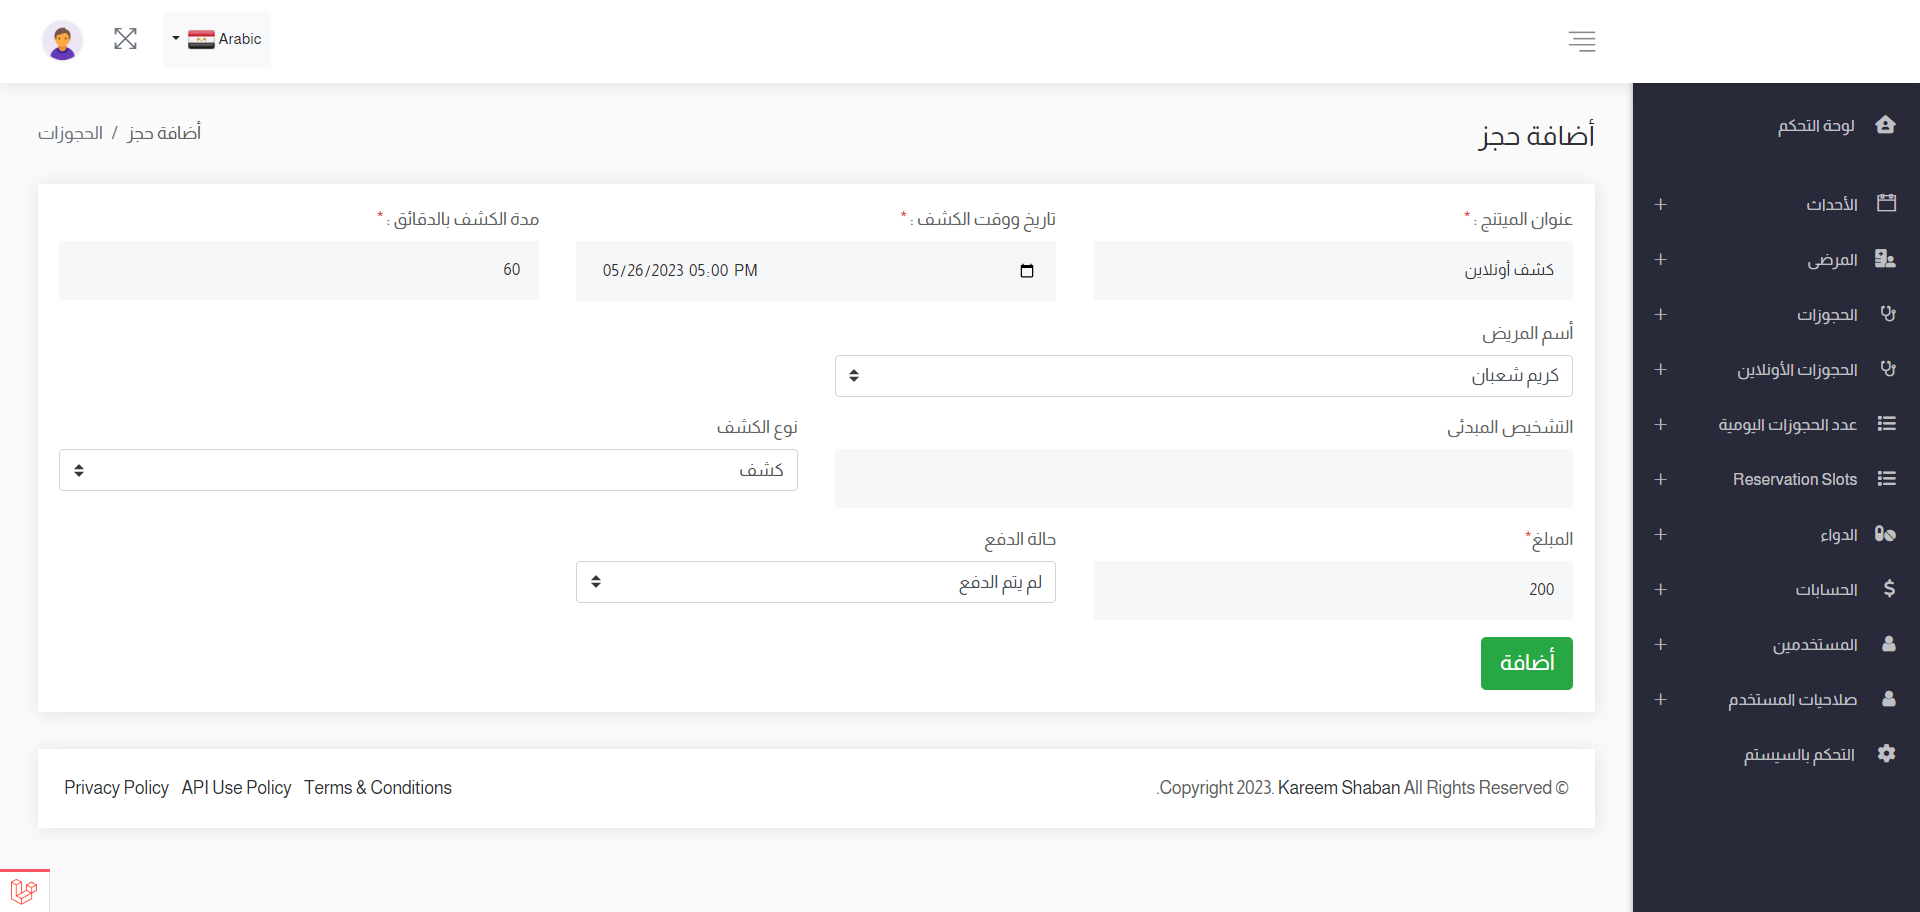 Arabic
لوحة التحكم
الأحداث
المرضى
الحجوزات
الحجوزات الأونلاين
عدد الحجوزات اليومية
Reservation Slots
الدواء
الحسابات
المستخدمين
صلاحيات المستخدم
التحكم بالسيستم
أضافة حجز
أضافة حجز / الحجوزات
عنوان الميتنج : *
تاريخ ووقت الكشف : *
مدة الكشف بالدقائق : *
كشف أونلاين
05/26/2023 05:00 PM
60
أسم المريض
كريم شعبان
التشخيص المبدئى
نوع الكشف
كشف
المبلغ*
حالة الدفع
200
لم يتم الدفع
أضافة
.Copyright 2023. Kareem Shaban All Rights Reserved ©
Privacy Policy API Use Policy Terms & Conditions